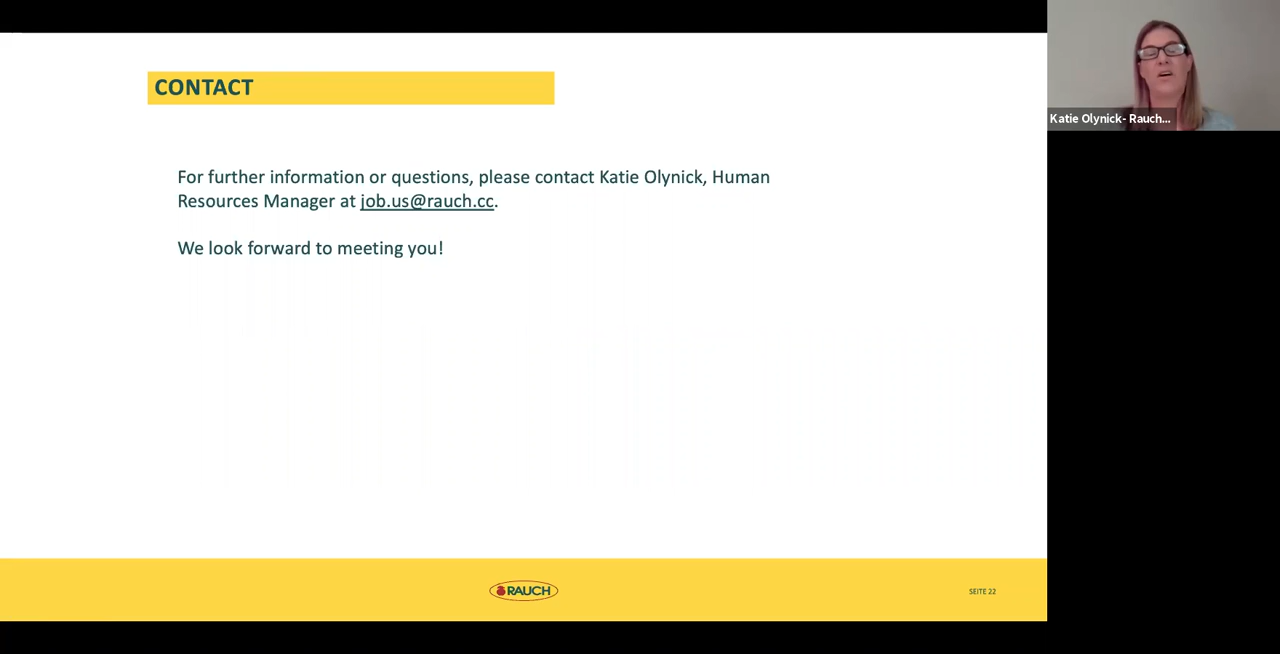 CONTACT
For further information or questions, please contact Katie Olynick, Human
Resources Manager at job.us@rauch.cc.
We look forward to meeting you!
RAUCH
SEITE 22
Katie Olynick- Rauch...